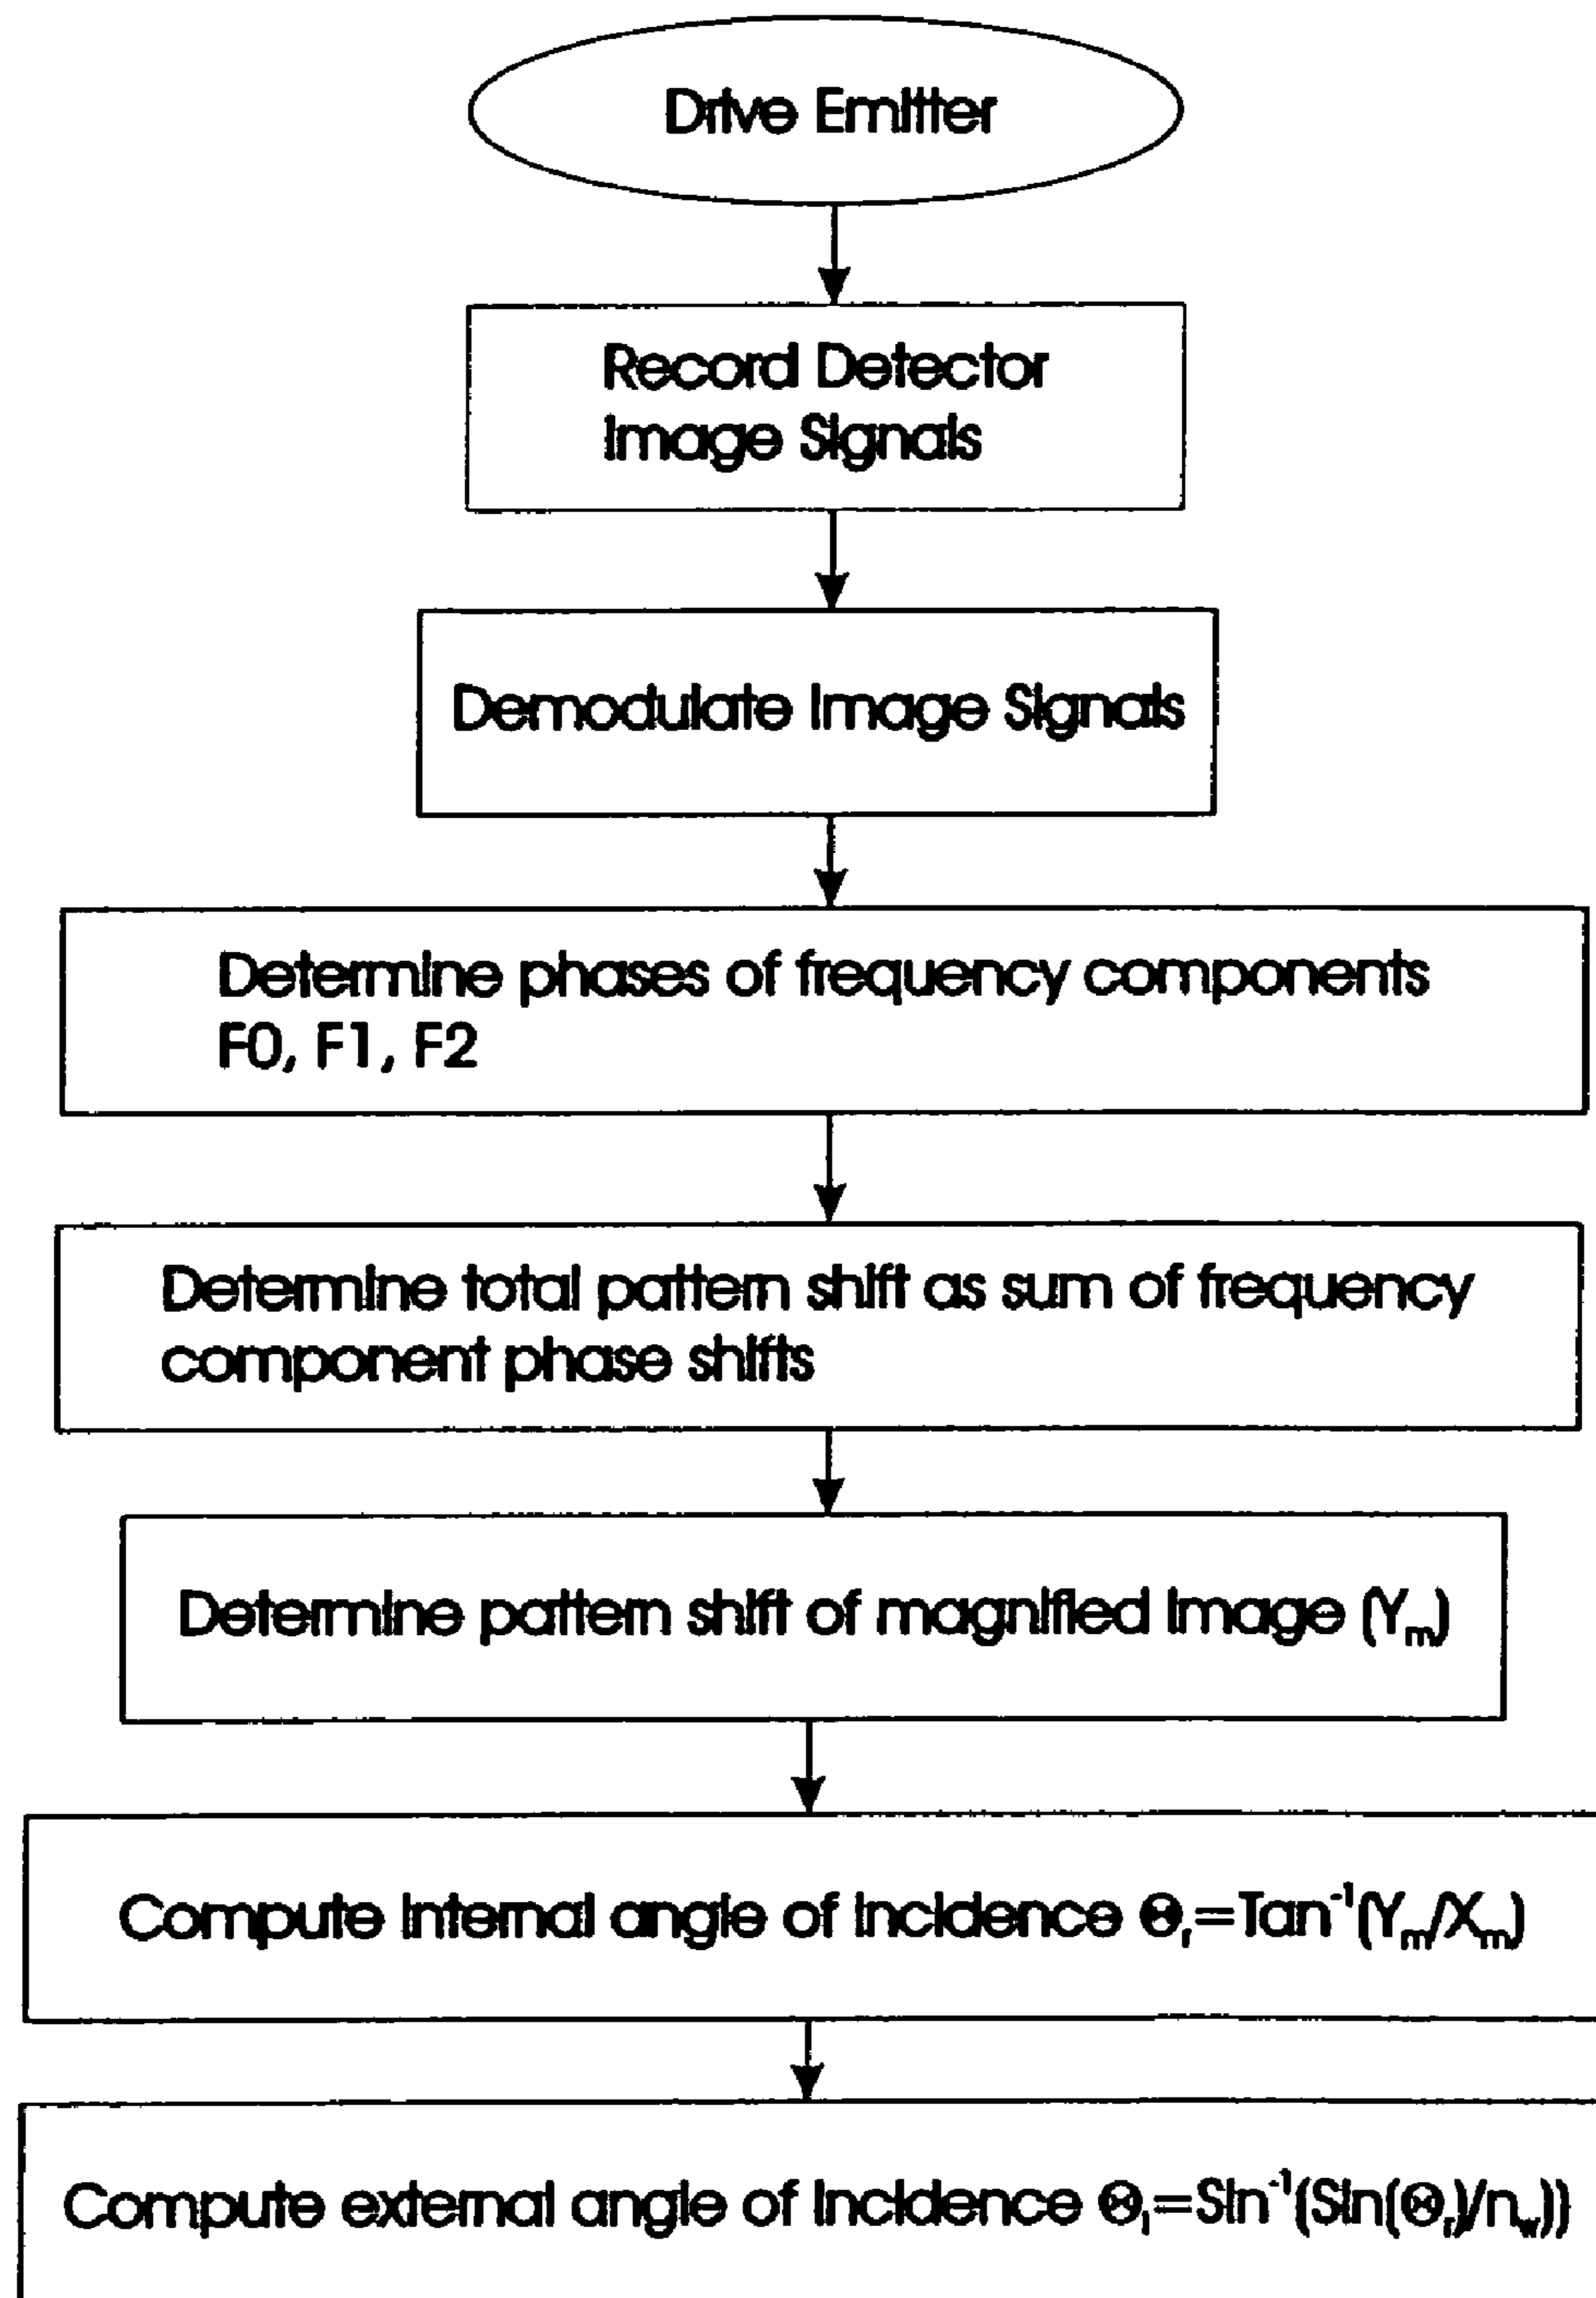 Drive Emitter
Record Detector
Image Signals
Demodulate Image Signals
Determine phases of frequency components
F0, F1, F2
Determine total pattern shift as sum of frequency
component phase shifts
Determine pattern shift of magnified image (Yₘ)
Compute internal angle of incidence Θᵣ=Tan⁻¹(Yₘ/Xₘ)
Compute external angle of incidence Θᵢ=Sin⁻¹(Sin(Θᵣ)/n_w))